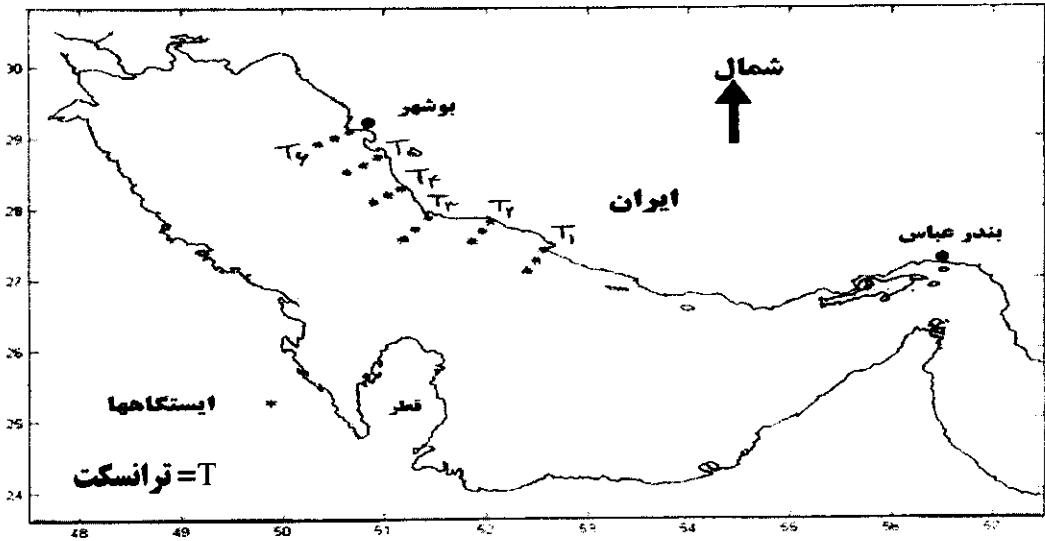 شمال
بوشهر
T۶
T۵
T۴
T۳
T۲
T۱
ایران
بندر عباس
ایستگاهها *
قطر
T= ترانسکت
30
29
28
27
26
25
24
48 49 50 51 52 53 54 55 56 57